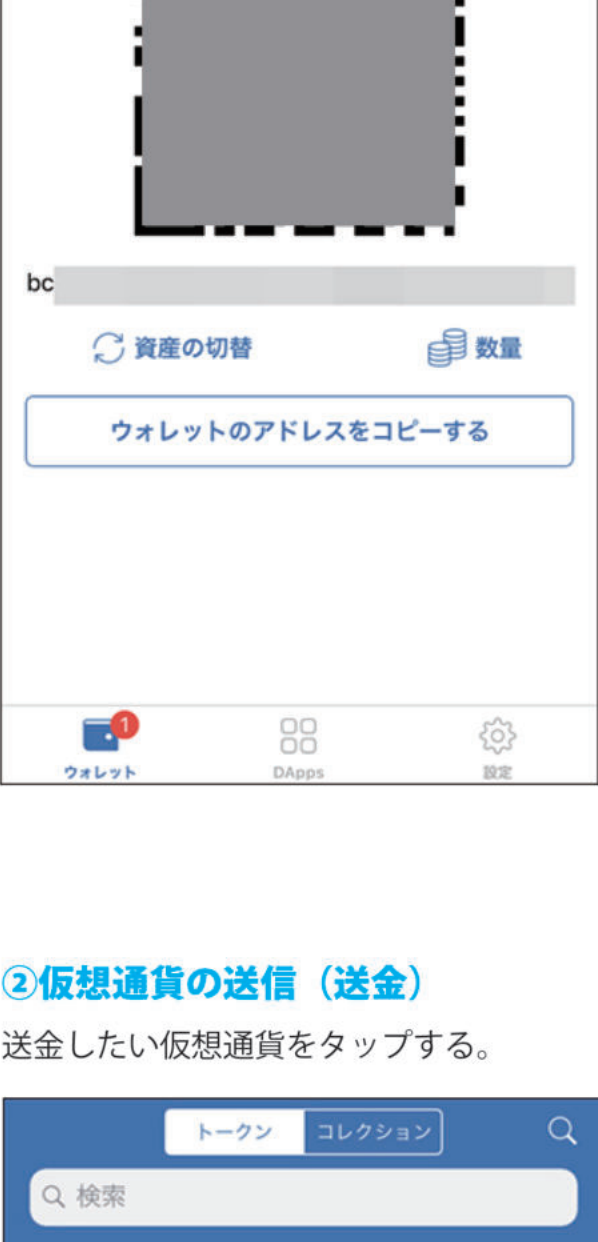 bc
資産の切替 数量
ウォレットのアドレスをコピーする
1
ウォレット DApps 設定
②仮想通貨の送信（送金）
送金したい仮想通貨をタップする。
トークン コレクション
検索